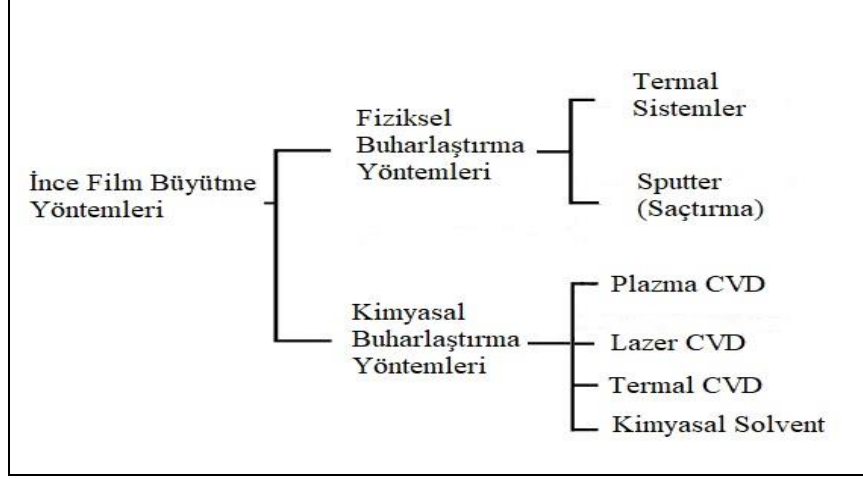 İnce Film Büyütme
Yöntemleri
Fiziksel
Buharlaştırma
Yöntemleri
Termal
Sistemler
Sputter
(Saçtırma)
Kimyasal
Buharlaştırma
Yöntemleri
Plazma CVD
Lazer CVD
Termal CVD
Kimyasal Solvent